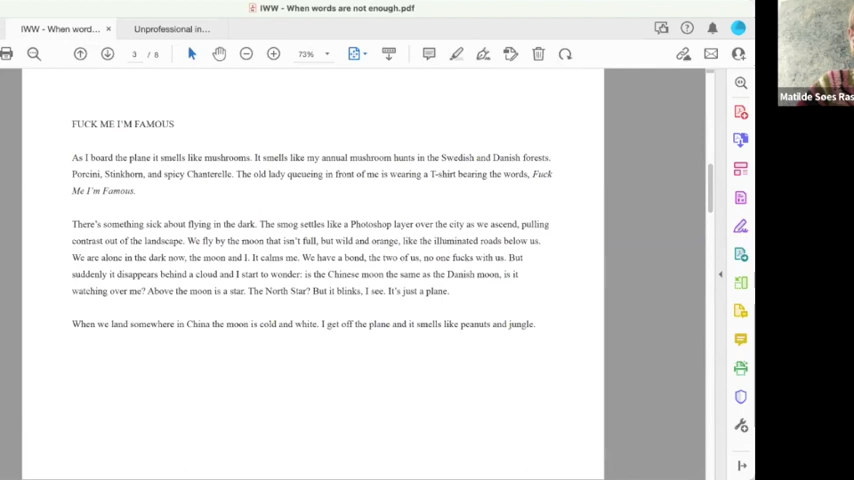 IWW - When words are not enough.pdf
IWW - When word... × Unprofessional in...
3 / 8 73%
Matilde Søes Ras
FUCK ME I'M FAMOUS
As I board the plane it smells like mushrooms. It smells like my annual mushroom hunts in the Swedish and Danish forests.
Porcini, Stinkhorn, and spicy Chanterelle. The old lady queueing in front of me is wearing a T-shirt bearing the words, Fuck
Me I'm Famous.
There's something sick about flying in the dark. The smog settles like a Photoshop layer over the city as we ascend, pulling
contrast out of the landscape. We fly by the moon that isn't full, but wild and orange, like the illuminated roads below us.
We are alone in the dark now, the moon and I. It calms me. We have a bond, the two of us, no one fucks with us. But
suddenly it disappears behind a cloud and I start to wonder: is the Chinese moon the same as the Danish moon, is it
watching over me? Above the moon is a star. The North Star? But it blinks, I see. It's just a plane.
When we land somewhere in China the moon is cold and white. I get off the plane and it smells like peanuts and jungle.